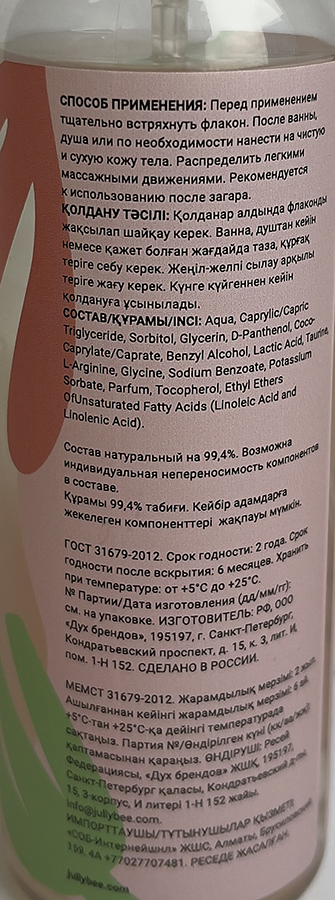 СПОСОБ ПРИМЕНЕНИЯ: Перед применением
тщательно встряхнуть флакон. После ванны,
душа или по необходимости нанести на чистую
и сухую кожу тела. Распределить легкими
массажными движениями. Рекомендуется
к использованию после загара.
ҚОЛДАНУ ТӘСІЛІ: Қолданар алдында флаконды
жақсылап шайқау керек. Ванна, душтан кейін
немесе қажет болған жағдайда таза, құрғақ
теріге себу керек. Жеңіл-желпі сылау арқылы
теріге жағу керек. Күнге күйгеннен кейін
қолдануға ұсынылады.
СОСТАВ/ҚҰРАМЫ/INCI: Aqua, Caprylic/Capric
Triglyceride, Sorbitol, Glycerin, D-Panthenol, Coco-
Caprylate/Caprate, Benzyl Alcohol, Lactic Acid, Taurine,
L-Arginine, Glycine, Sodium Benzoate, Potassium
Sorbate, Parfum, Tocopherol, Ethyl Ethers
OfUnsaturated Fatty Acids (Linoleic and
Linolenic Acid).
Состав натуральный на 99,4%. Возможна
индивидуальная непереносимость компонентов
в составе.
Құрамы 99,4% табиғи. Кейбір адамдарға
жекелеген компоненттері жақпауы мүмкін.
ГОСТ 31679-2012. Срок годности: 2 года. Срок
годности после вскрытия: 6 месяцев. Хранить
при температуре: от +5°С до +25°С.
№ Партии/Дата изготовления (дд/мм/гг):
см. на упаковке. ИЗГОТОВИТЕЛЬ: РФ, ООО
«Дух брендов», 195197, г. Санкт-Петербург,
Кондратьевский проспект, д. 15, к. 3, лит. И,
пом. 1-Н 152. СДЕЛАНО В РОССИИ.
МЕМСТ 31679-2012. Жарамдылық мерзімі: 2 жыл.
Ашылғаннан кейінгі жарамдылық мерзімі: 6 ай.
+5°С-тан +25°С-қа дейінгі температурада
сақтаңыз. Партия №/Өндірілген күні (кк/аа/жж):
қаптамасынан қараңыз. ӨНДІРУШІ: Ресей
Федерациясы, «Дух брендов» ЖШҚ, 195197,
Санкт-Петербург қаласы, Кондратьевский д-лы,
15, 3-корпус, И литері 1-Н 152 жайы.
info@jullybee.com
ИМПОРТТАУШЫ/ТҰТЫНУШЫЛАР ҚЫЗМЕТІ:
«СОБ-Интернейшнл» ЖШС, Алматы, Брусиловский
159, 4А +77027707481. РЕСЕДЕ ЖАСАЛҒАН.
jullybee.com